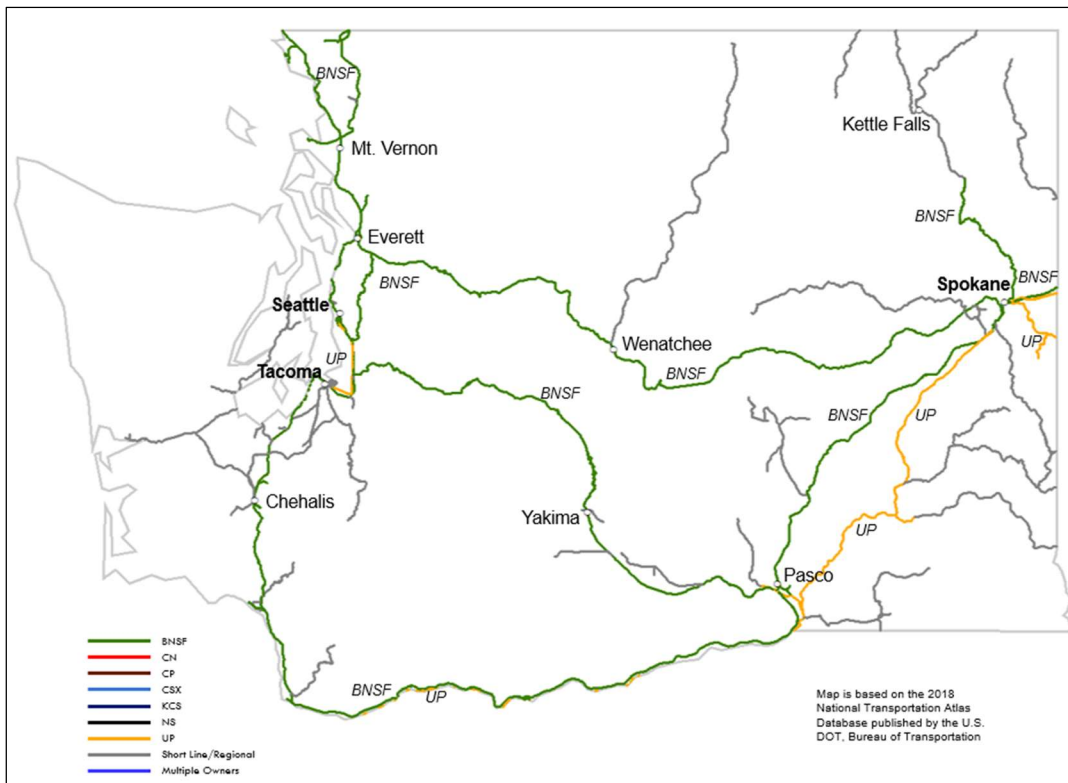 BNSF
Kettle Falls
Mt. Vernon
BNSF
Everett
BNSF
BNSF
Spokane
Seattle
Wenatchee
UP
UP
BNSF
Tacoma
BNSF
BNSF
UP
Chehalis
Yakima
UP
Pasco
BNSF
UP
BNSF
CN
CP
CSX
KCS
NS
UP
Short Line/Regional
Multiple Owners
Map is based on the 2018
National Transportation Atlas
Database published by the U.S.
DOT, Bureau of Transportation